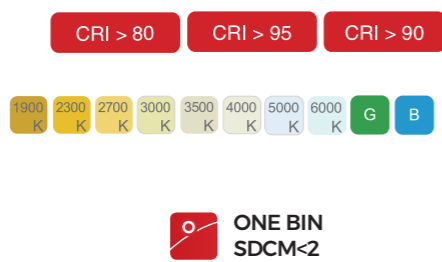 CRI > 80 CRI > 95 CRI > 90
1900 2300 2700 3000 3500 4000 5000 6000 G B
K K K K K K K K
ONE BIN
SDCM<2